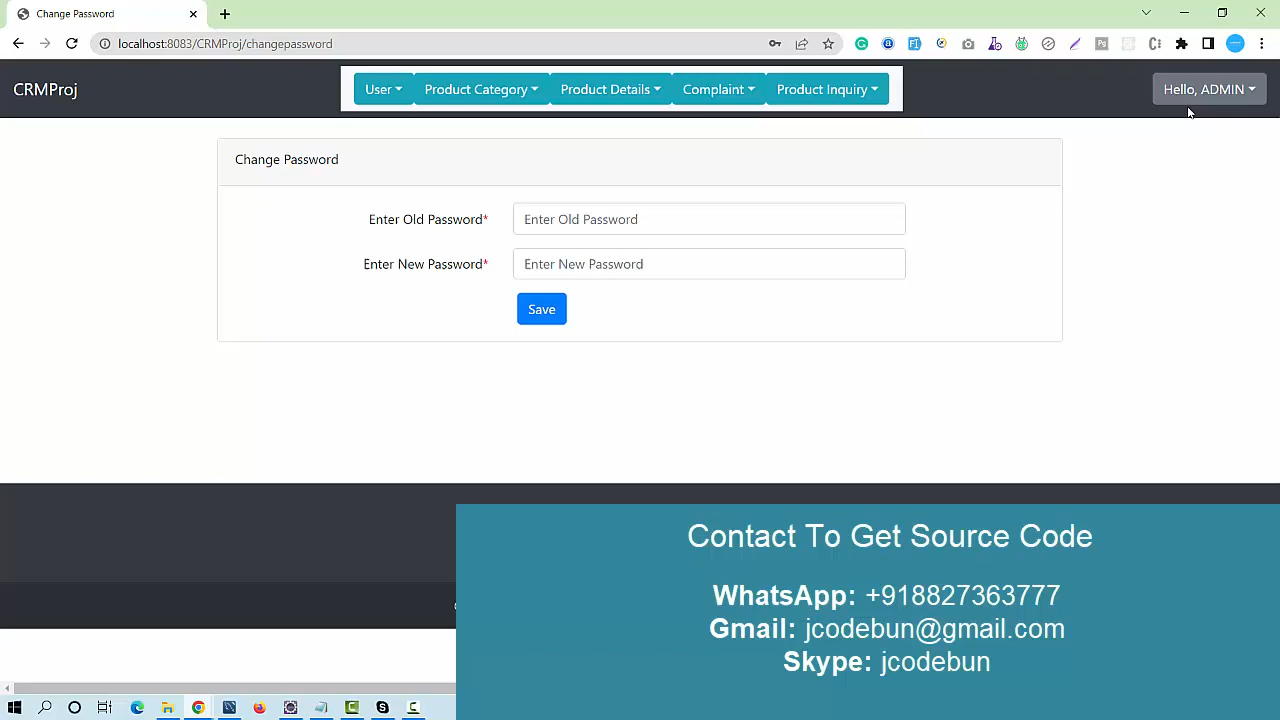 Change Password
localhost:8083/CRMProj/changepassword
CRMProj
User
Product Category
Product Details
Complaint
Product Inquiry
Hello, ADMIN
Change Password
Enter Old Password*
Enter Old Password
Enter New Password*
Enter New Password
Save
Contact To Get Source Code
WhatsApp: +918827363777
Gmail: jcodebun@gmail.com
Skype: jcodebun